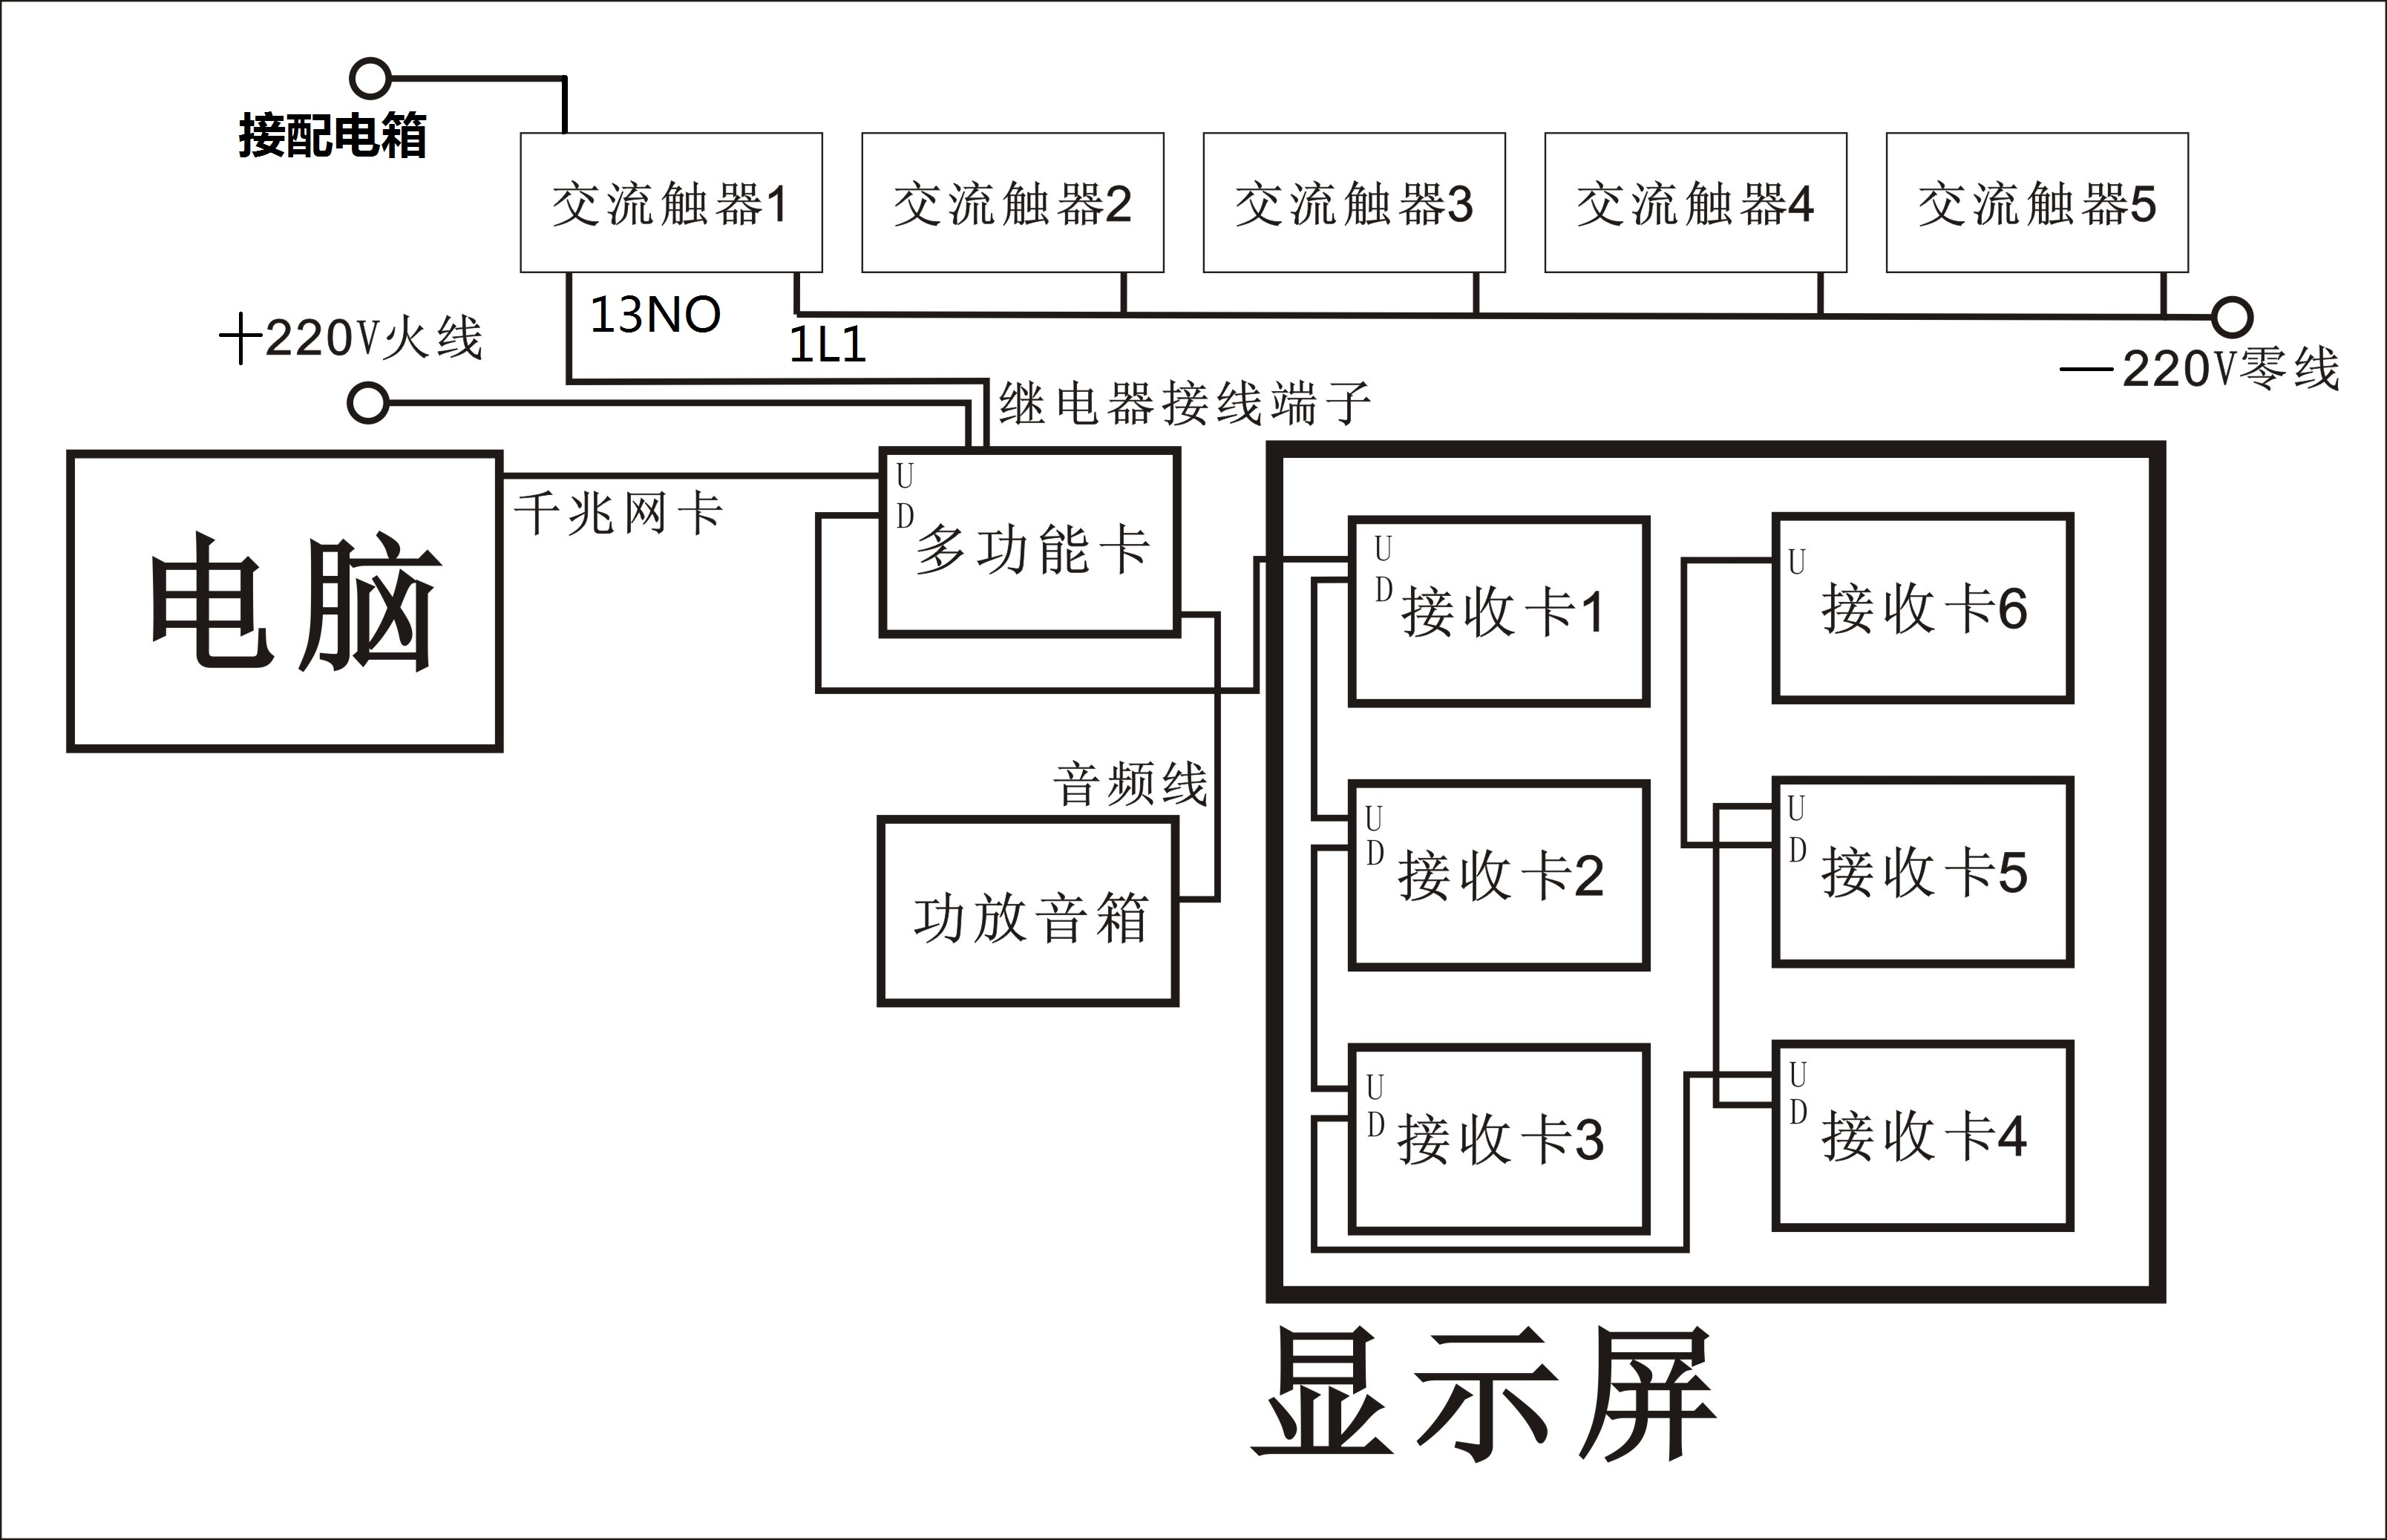 接配电箱
交流触器1
交流触器2
交流触器3
交流触器4
交流触器5
13NO
1L1
+220V火线
—220V零线
继电器接线端子
电脑
千兆网卡
U
D
多功能卡
音频线
功放音箱
U
D
接收卡1
U
接收卡6
U
D
接收卡2
U
D
接收卡5
U
D
接收卡3
U
D
接收卡4
显示屏